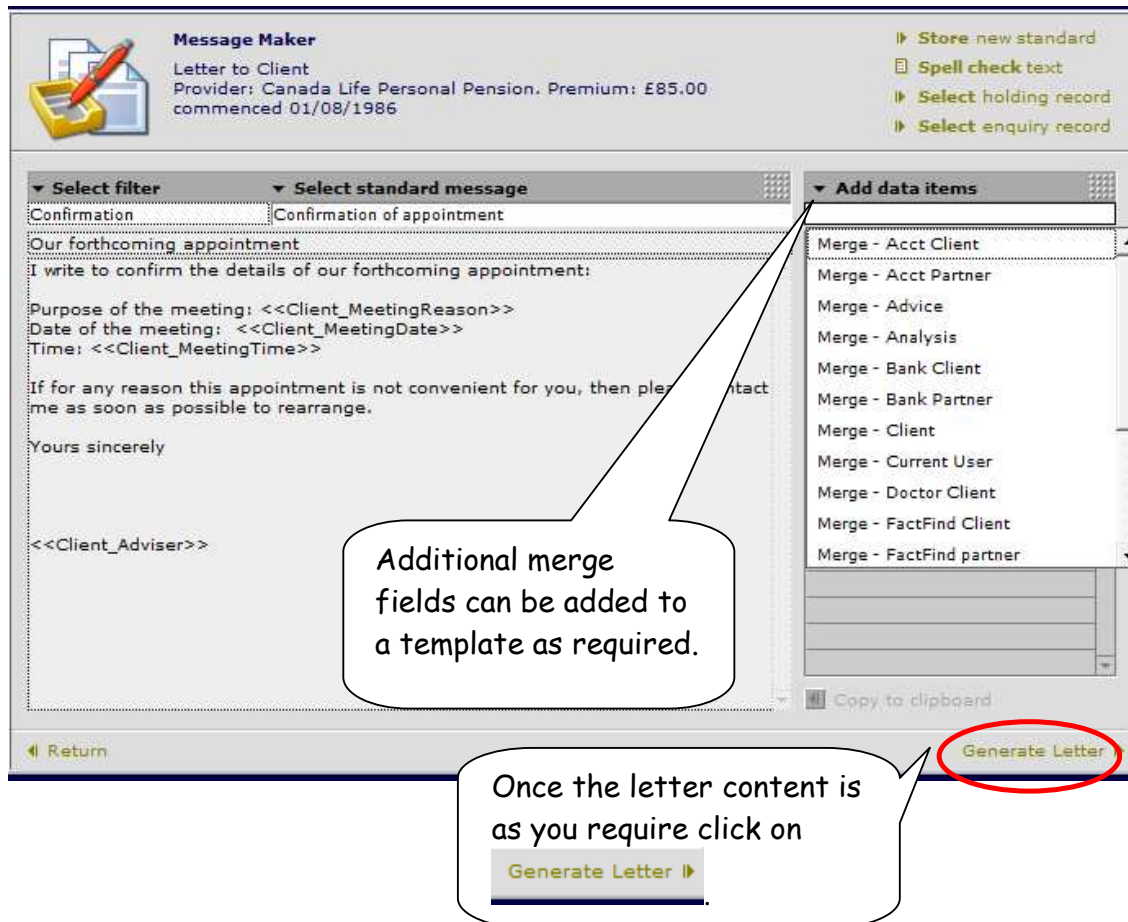 Message Maker
Letter to Client
Provider: Canada Life Personal Pension. Premium: £85.00
commenced 01/08/1986
Store new standard
Spell check text
Select holding record
Select enquiry record
Select filter
Select standard message
Confirmation
Confirmation of appointment
Our forthcoming appointment
I write to confirm the details of our forthcoming appointment:
Purpose of the meeting: <<Client_MeetingReason>>
Date of the meeting:  <<Client_MeetingDate>>
Time: <<Client_MeetingTime>>
If for any reason this appointment is not convenient for you, then
me as soon as possible to rearrange.
Yours sincerely
<<Client_Adviser>>
Add data items
Merge - Acct Client
Merge - Acct Partner
Merge - Advice
Merge - Analysis
Merge - Bank Client
Merge - Bank Partner
Merge - Client
Merge - Current User
Merge - Doctor Client
Merge - FactFind Client
Merge - FactFind partner
Copy to clipboard
Additional merge
fields can be added to
a template as required.
Return
Generate Letter
Once the letter content is
as you require click on
Generate Letter
.